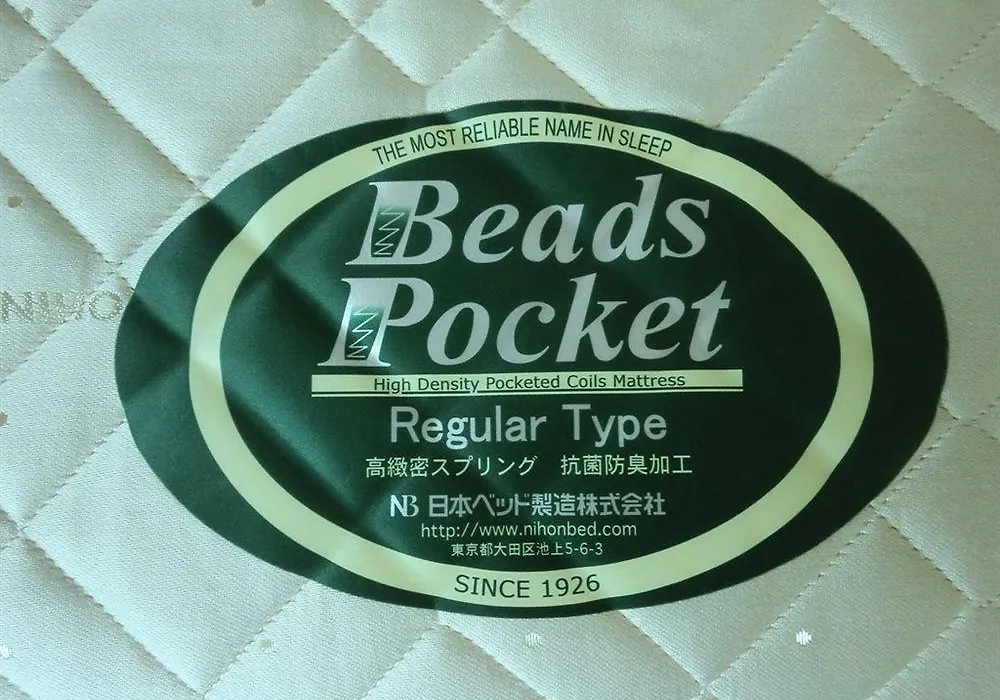 THE MOST RELIABLE NAME IN SLEEP
Beads
Pocket
High Density Pocketed Coils Mattress
Regular Type
高緻密スプリング　抗菌防臭加工
NB 日本ベッド製造株式会社
http://www.nihonbed.com
東京都大田区池上5-6-3
SINCE 1926
NIHO